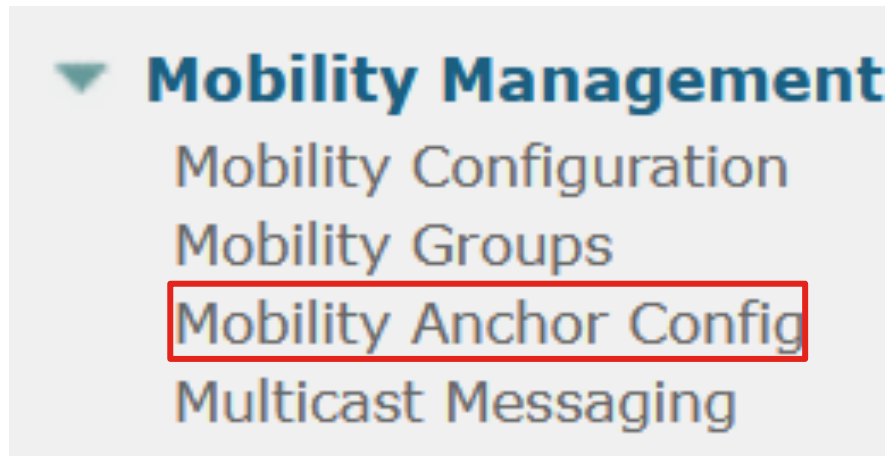 Mobility Management
Mobility Configuration
Mobility Groups
Mobility Anchor Config
Multicast Messaging